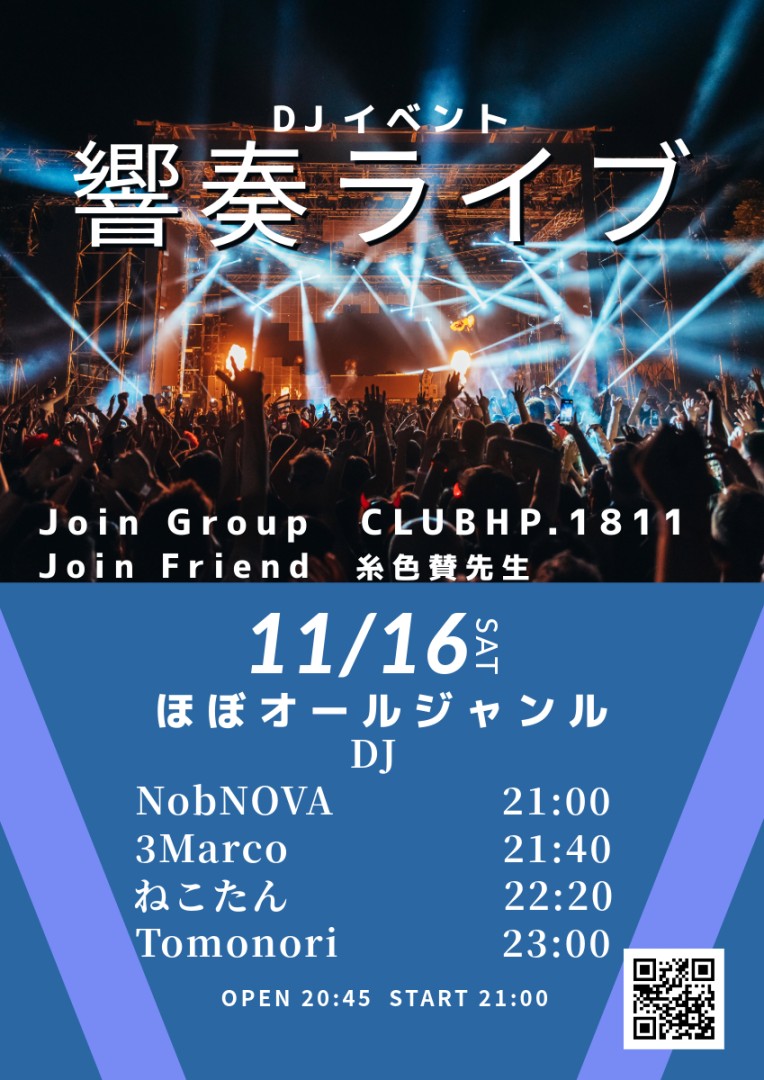 DJイベント
響奏ライブ
Join Group CLUBHP.1811
Join Friend 糸色賛先生
11/16 SAT
ほぼオールジャンル
DJ
NobNOVA 21:00
3Marco 21:40
ねこたん 22:20
Tomonori 23:00
OPEN 20:45 START 21:00